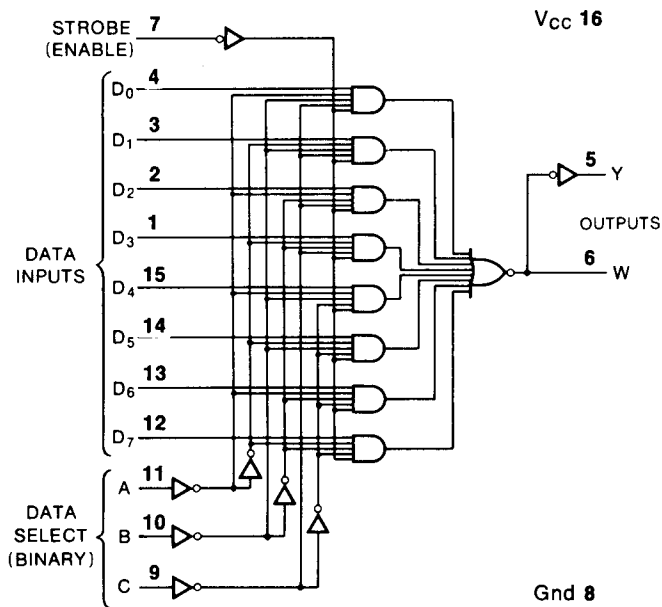 STROBE 7
(ENABLE)
VCC 16
D0 4
D1 3
D2 2
D3 1
D4 15
D5 14
D6 13
D7 12
DATA
INPUTS
A 11
B 10
C 9
DATA
SELECT
(BINARY)
5 Y
OUTPUTS
6 W
Gnd 8